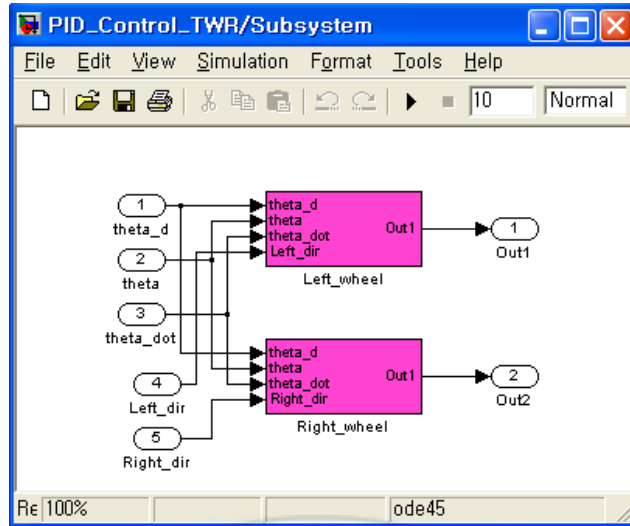 PID_Control_TWR/Subsystem
File Edit View Simulation Format Tools Help
10 Normal
1
theta_d
2
theta
3
theta_dot
4
Left_dir
5
Right_dir
theta_d
theta
theta_dot
Left_dir
Out1
Left_wheel
theta_d
theta
theta_dot
Right_dir
Out1
Right_wheel
1
Out1
2
Out2
Re 100% ode45